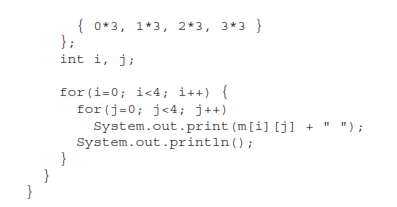 { 0*3, 1*3, 2*3, 3*3 }
};
int i, j;
for(i=0; i<4; i++) {
for(j=0; j<4; j++)
System.out.print(m[i][j] + " ");
System.out.println();
}
}
}